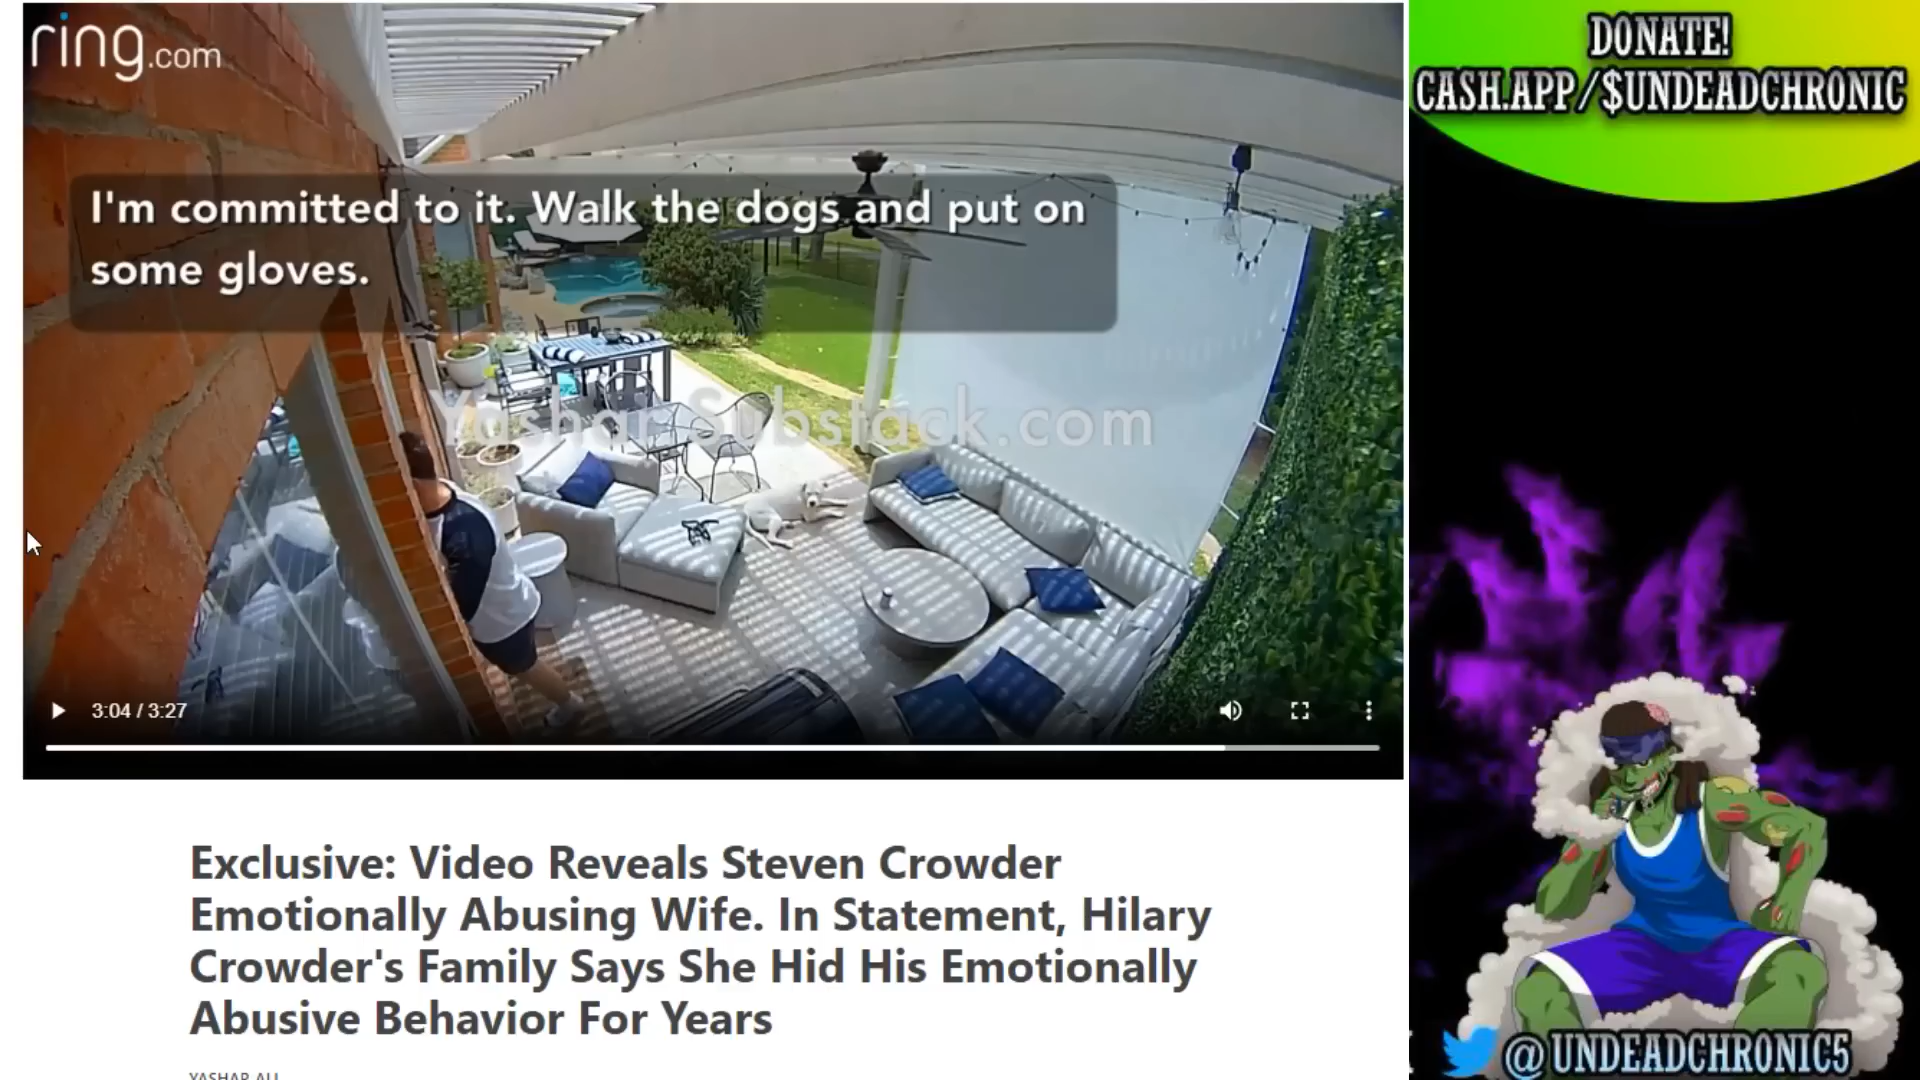 ring.com
I'm committed to it. Walk the dogs and put on
some gloves.
Yashar.Substack.com
3:04 / 3:27
Exclusive: Video Reveals Steven Crowder
Emotionally Abusing Wife. In Statement, Hilary
Crowder's Family Says She Hid His Emotionally
Abusive Behavior For Years
YASHAR ALI
DONATE!
CASH.APP/$UNDEADCHRONIC
@UNDEADCHRONIC5